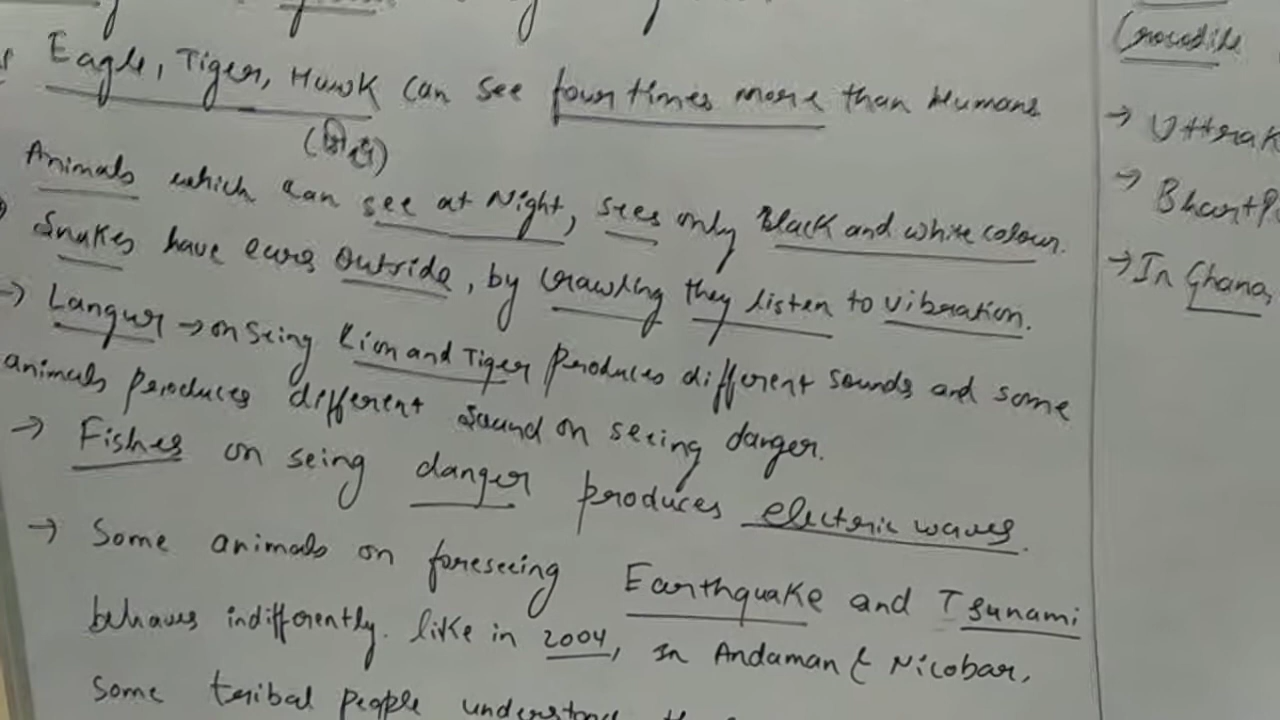 Eagle, Tiger, Hawk can see four times more than Humans
Animals which can see at Night, sees only Black and white colour.
Snakes have ears outside, by crawling they listen to vibration.
→ Langur → on Seing Lion and Tiger produces different sounds and some
animals produces different sound on seeing danger.
→ Fishes on seing danger produces electric waves.
→ Some animals on foreseeing Earthquake and Tsunami
behaves indifferently. like in 2004, In Andaman & Nicobar,
some tribal people understand
Crocodile
→
→
→ In Ghana,